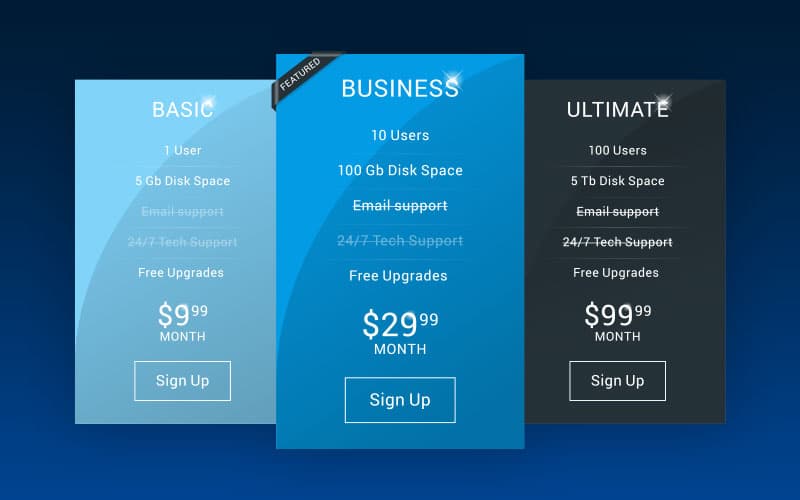 BASIC
1 User
5 Gb Disk Space
Email support
24/7 Tech Support
Free Upgrades
$999
MONTH
Sign Up
FEATURED
BUSINESS
10 Users
100 Gb Disk Space
Email support
24/7 Tech Support
Free Upgrades
$2999
MONTH
Sign Up
ULTIMATE
100 Users
5 Tb Disk Space
Email support
24/7 Tech Support
Free Upgrades
$9999
MONTH
Sign Up